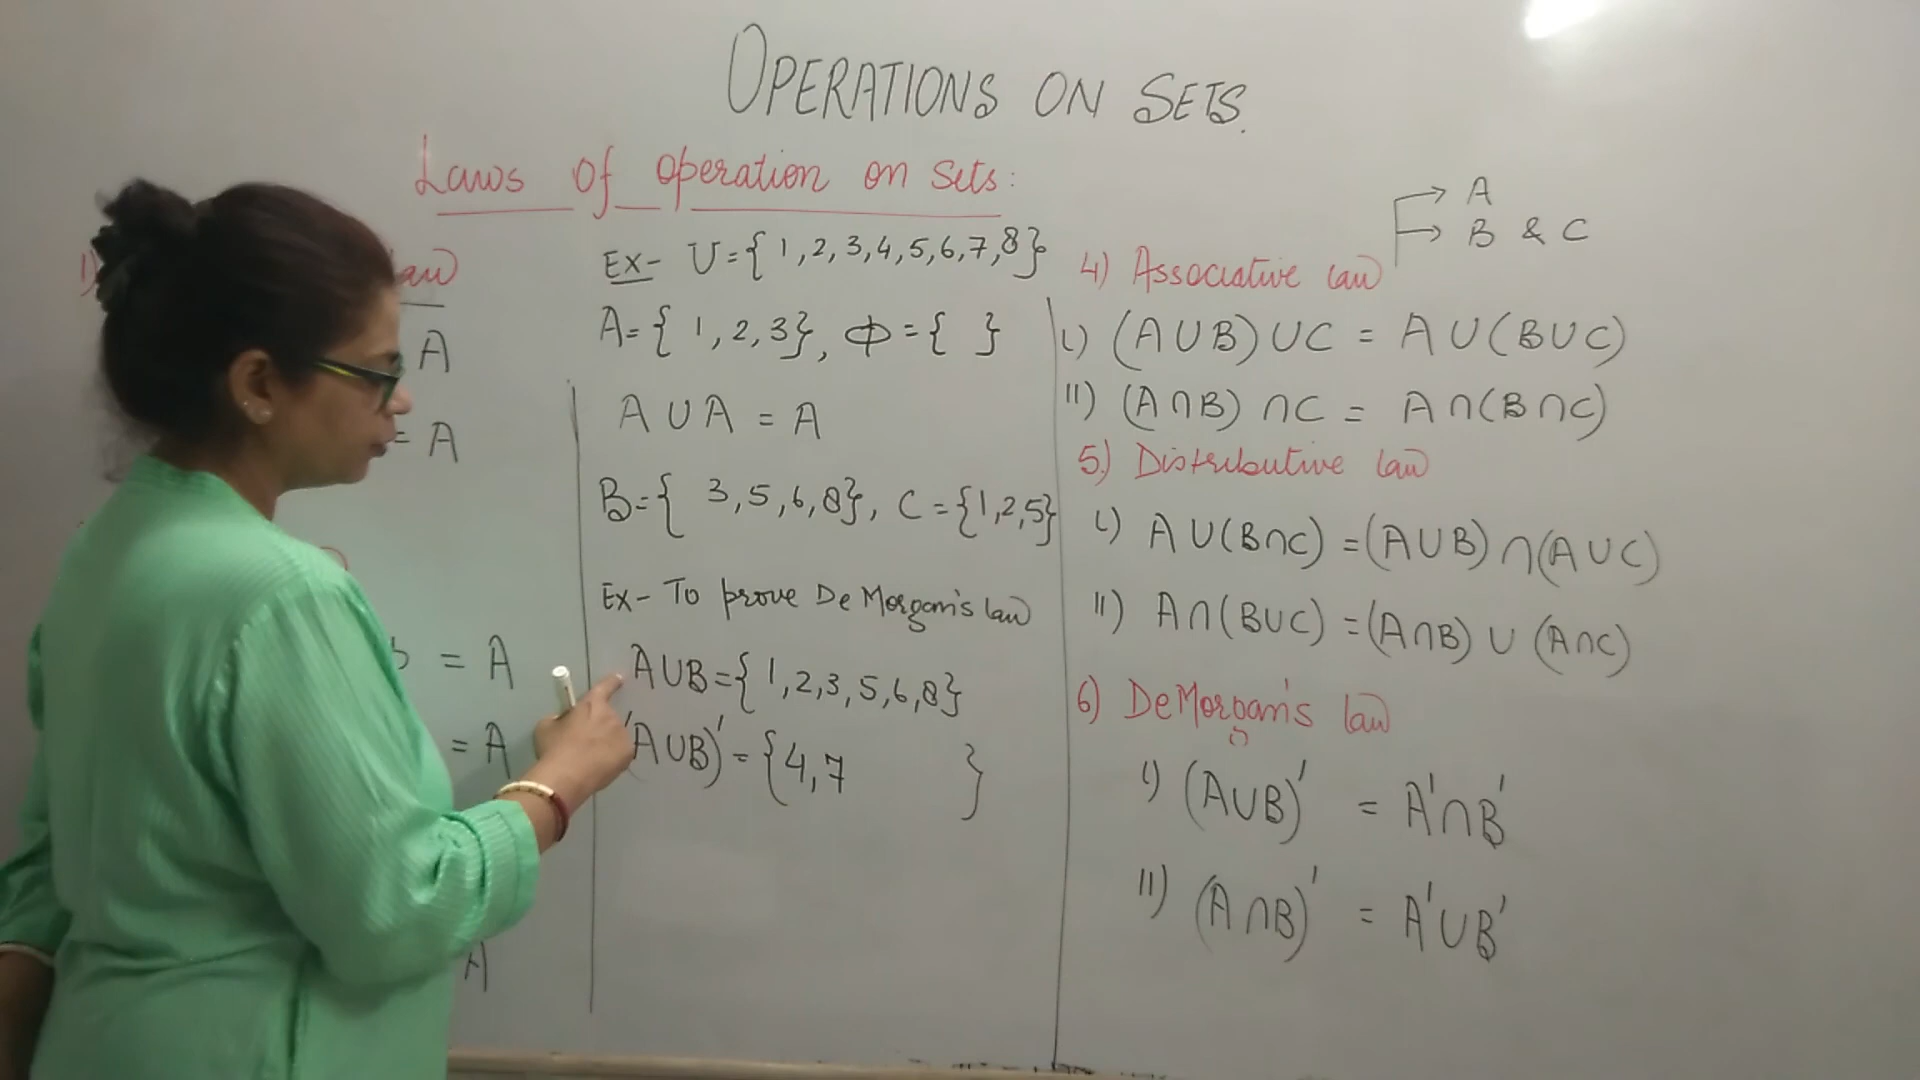 OPERATIONS ON SETS.
Laws of operation on Sets:
1)
law
A
= A
= A
= A
A
Ex- U={ 1,2,3,4,5,6,7,8}
A={ 1,2,3}, Φ={ }
A∪A = A
B={ 3,5,6,8}, C={1,2,5}
Ex- To prove De Morgan's law
A∪B={ 1,2,3,5,6,8}
(A∪B)'={4,7 }
→ A
→ B & C
4) Associative law
i) (A∪B)∪C = A∪(B∪C)
ii) (A∩B)∩C = A∩(B∩C)
5) Distributive law
i) A∪(B∩C)=(A∪B)∩(A∪C)
ii) A∩(B∪C)=(A∩B)∪(A∩C)
6) DeMorgan's law
i) (A∪B)' = A'∩B'
ii) (A∩B)' = A'∪B'